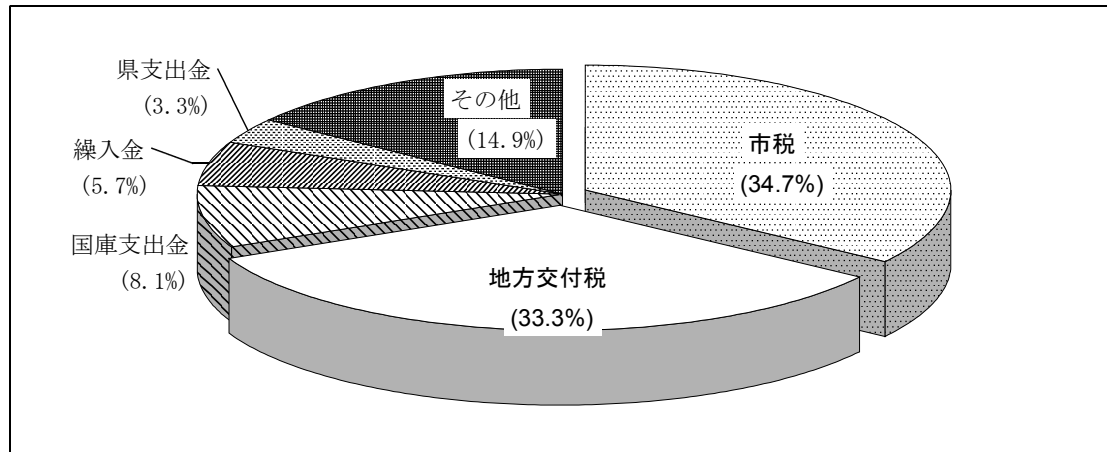 県支出金
(3.3%)
その他
(14.9%)
市税
(34.7%)
繰入金
(5.7%)
国庫支出金
(8.1%)
地方交付税
(33.3%)